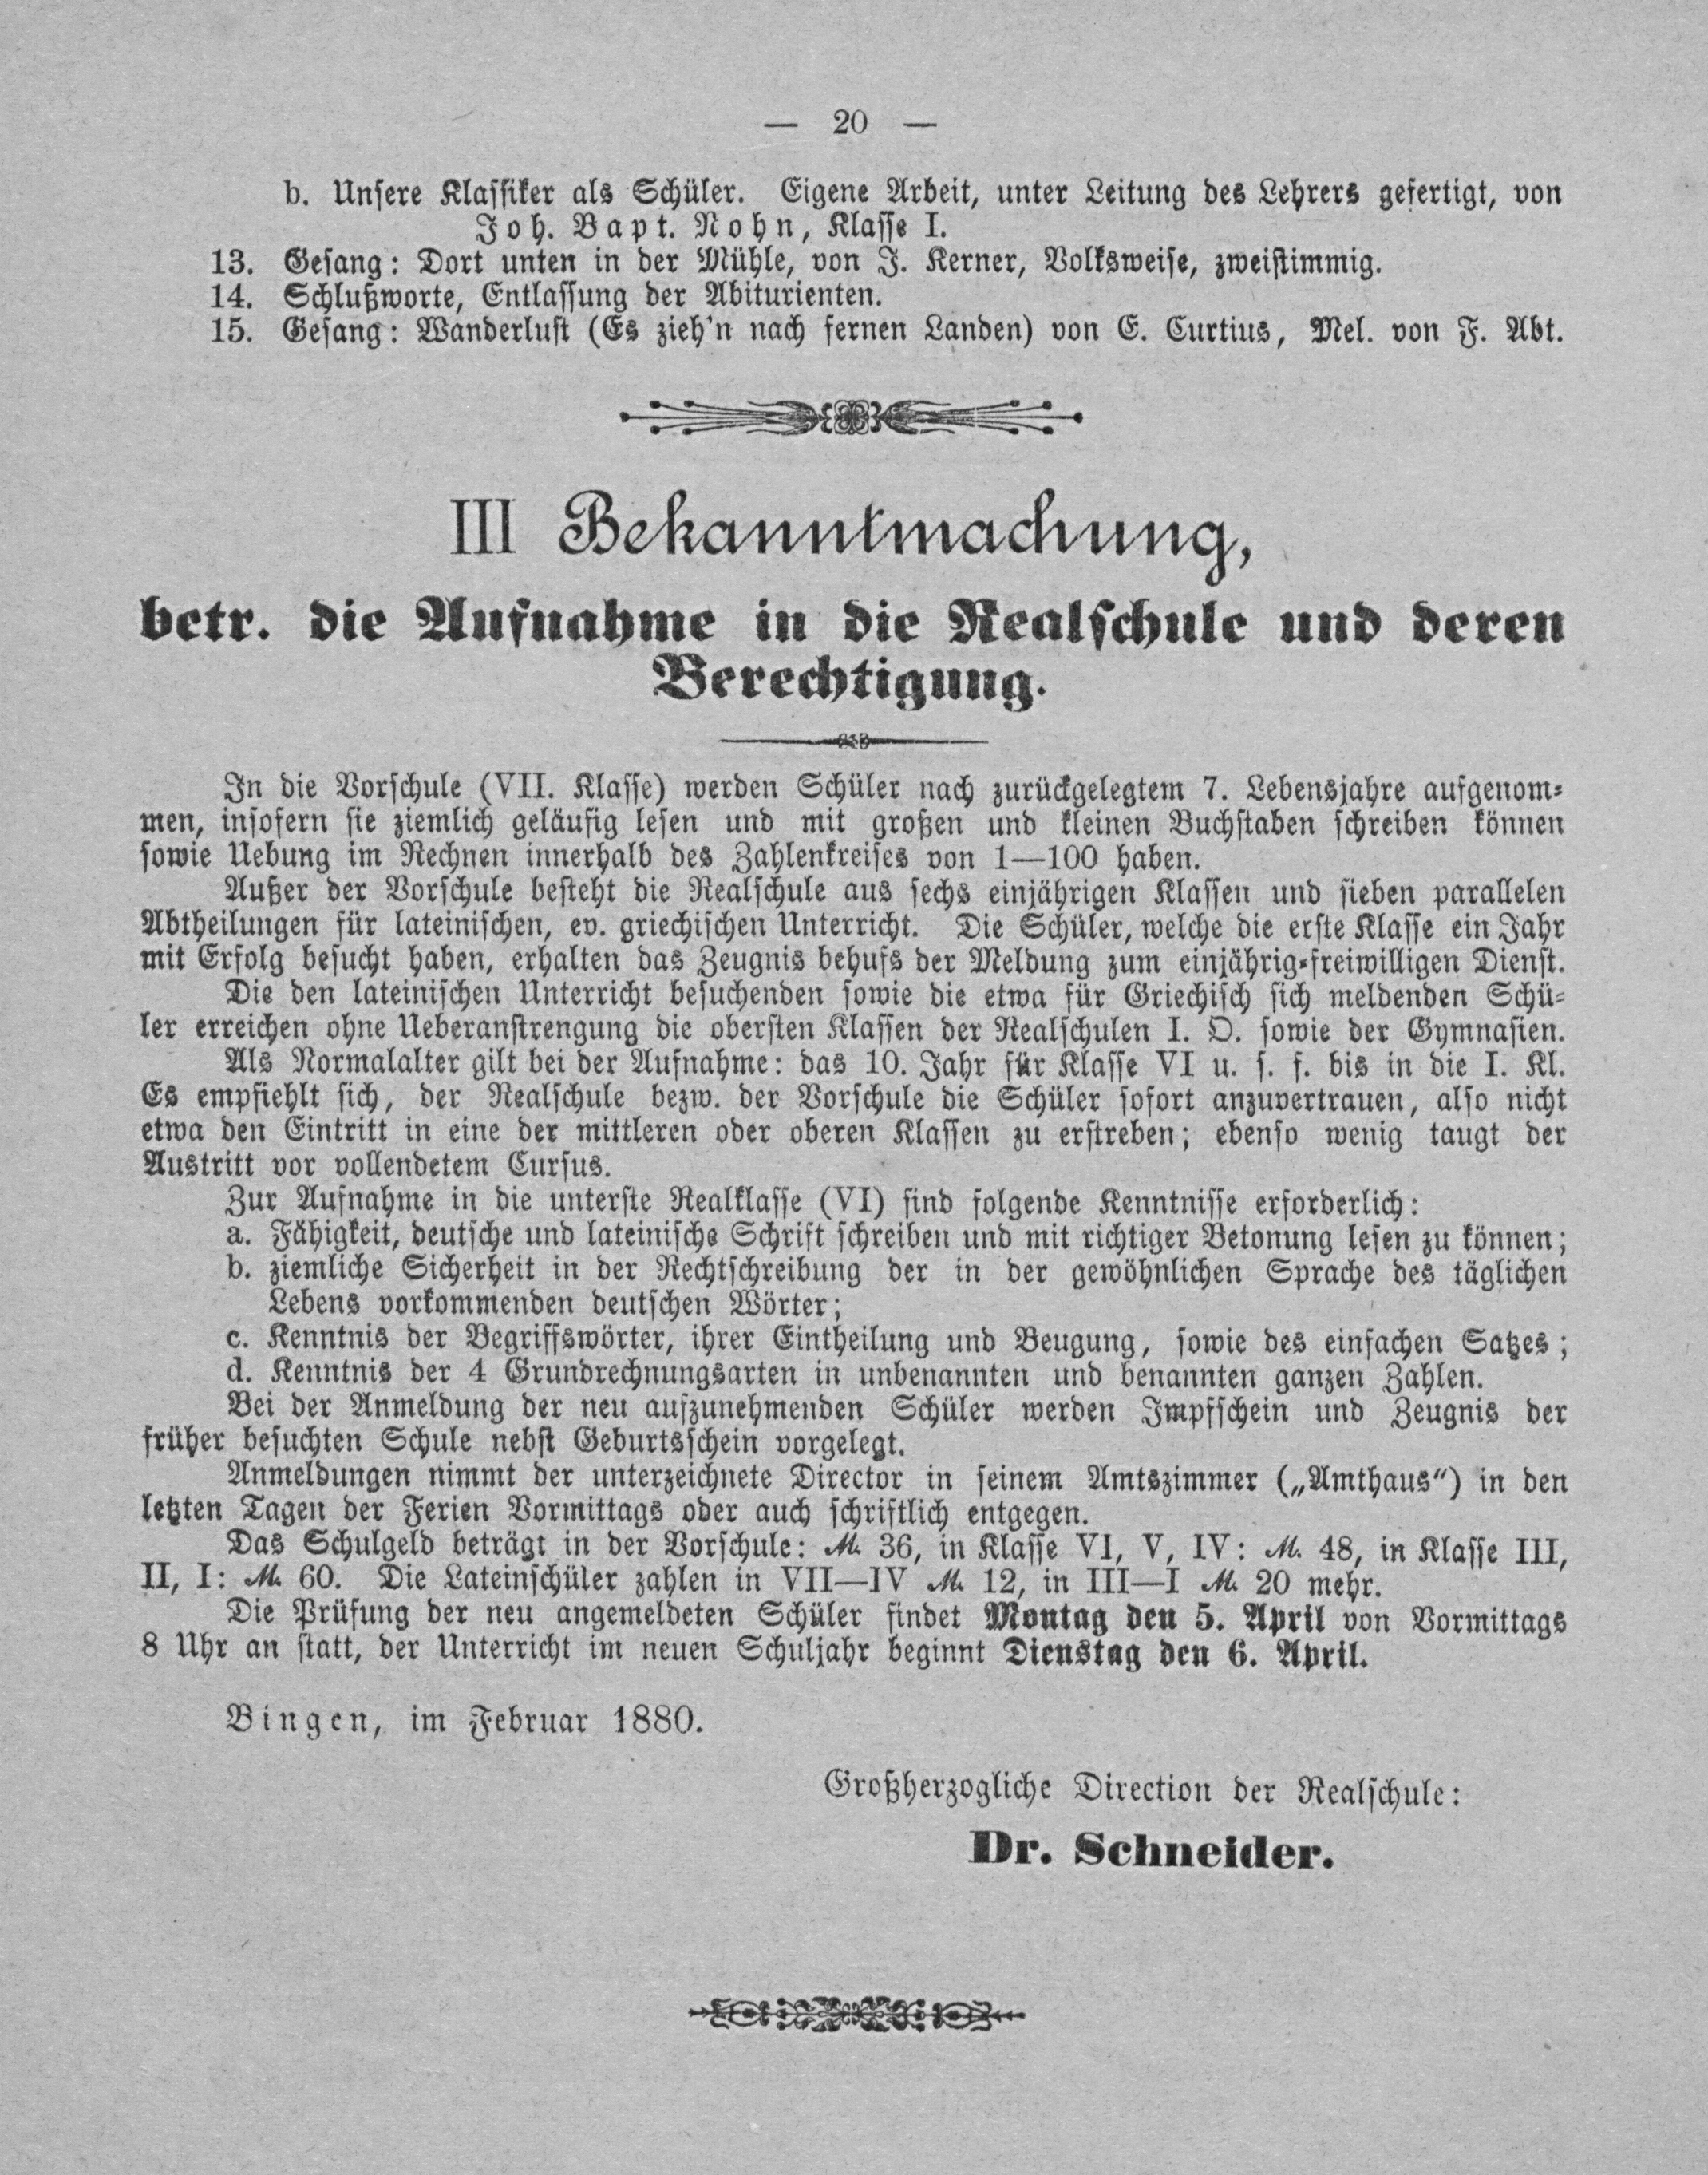 — 20 —
b. Unsere Klassiker als Schüler. Eigene Arbeit, unter Leitung des Lehrers gefertigt, von
Joh. Bapt. Nohn, Klasse I.
13. Gesang: Dort unten in der Mühle, von J. Kerner, Volksweise, zweistimmig.
14. Schlußworte, Entlassung der Abiturienten.
15. Gesang: Wanderlust (Es zieh'n nach fernen Landen) von E. Curtius, Mel. von F. Abt.
III Bekanntmachung,
betr. die Aufnahme in die Realschule und deren
Berechtigung.
In die Vorschule (VII. Klasse) werden Schüler nach zurückgelegtem 7. Lebensjahre aufgenom-
men, insofern sie ziemlich geläufig lesen und mit großen und kleinen Buchstaben schreiben können
sowie Uebung im Rechnen innerhalb des Zahlenkreises von 1—100 haben.
Außer der Vorschule besteht die Realschule aus sechs einjährigen Klassen und sieben parallelen
Abtheilungen für lateinischen, ev. griechischen Unterricht. Die Schüler, welche die erste Klasse ein Jahr
mit Erfolg besucht haben, erhalten das Zeugnis behufs der Meldung zum einjährig-freiwilligen Dienst.
Die den lateinischen Unterricht besuchenden sowie die etwa für Griechisch sich meldenden Schü-
ler erreichen ohne Ueberanstrengung die obersten Klassen der Realschulen I. O. sowie der Gymnasien.
Als Normalalter gilt bei der Aufnahme: das 10. Jahr für Klasse VI u. s. f. bis in die I. Kl.
Es empfiehlt sich, der Realschule bezw. der Vorschule die Schüler sofort anzuvertrauen, also nicht
etwa den Eintritt in eine der mittleren oder oberen Klassen zu erstreben; ebenso wenig taugt der
Austritt vor vollendetem Cursus.
Zur Aufnahme in die unterste Realklasse (VI) sind folgende Kenntnisse erforderlich:
a. Fähigkeit, deutsche und lateinische Schrift schreiben und mit richtiger Betonung lesen zu können;
b. ziemliche Sicherheit in der Rechtschreibung der in der gewöhnlichen Sprache des täglichen
Lebens vorkommenden deutschen Wörter;
c. Kenntnis der Begriffswörter, ihrer Eintheilung und Beugung, sowie des einfachen Satzes;
d. Kenntnis der 4 Grundrechnungsarten in unbenannten und benannten ganzen Zahlen.
Bei der Anmeldung der neu aufzunehmenden Schüler werden Impfschein und Zeugnis der
früher besuchten Schule nebst Geburtsschein vorgelegt.
Anmeldungen nimmt der unterzeichnete Director in seinem Amtszimmer („Amthaus“) in den
letzten Tagen der Ferien Vormittags oder auch schriftlich entgegen.
Das Schulgeld beträgt in der Vorschule: M. 36, in Klasse VI, V, IV: M. 48, in Klasse III,
II, I: M. 60. Die Lateinschüler zahlen in VII—IV M. 12, in III—I M. 20 mehr.
Die Prüfung der neu angemeldeten Schüler findet Montag den 5. April von Vormittags
8 Uhr an statt, der Unterricht im neuen Schuljahr beginnt Dienstag den 6. April.
Bingen, im Februar 1880.
Großherzogliche Direction der Realschule:
Dr. Schneider.